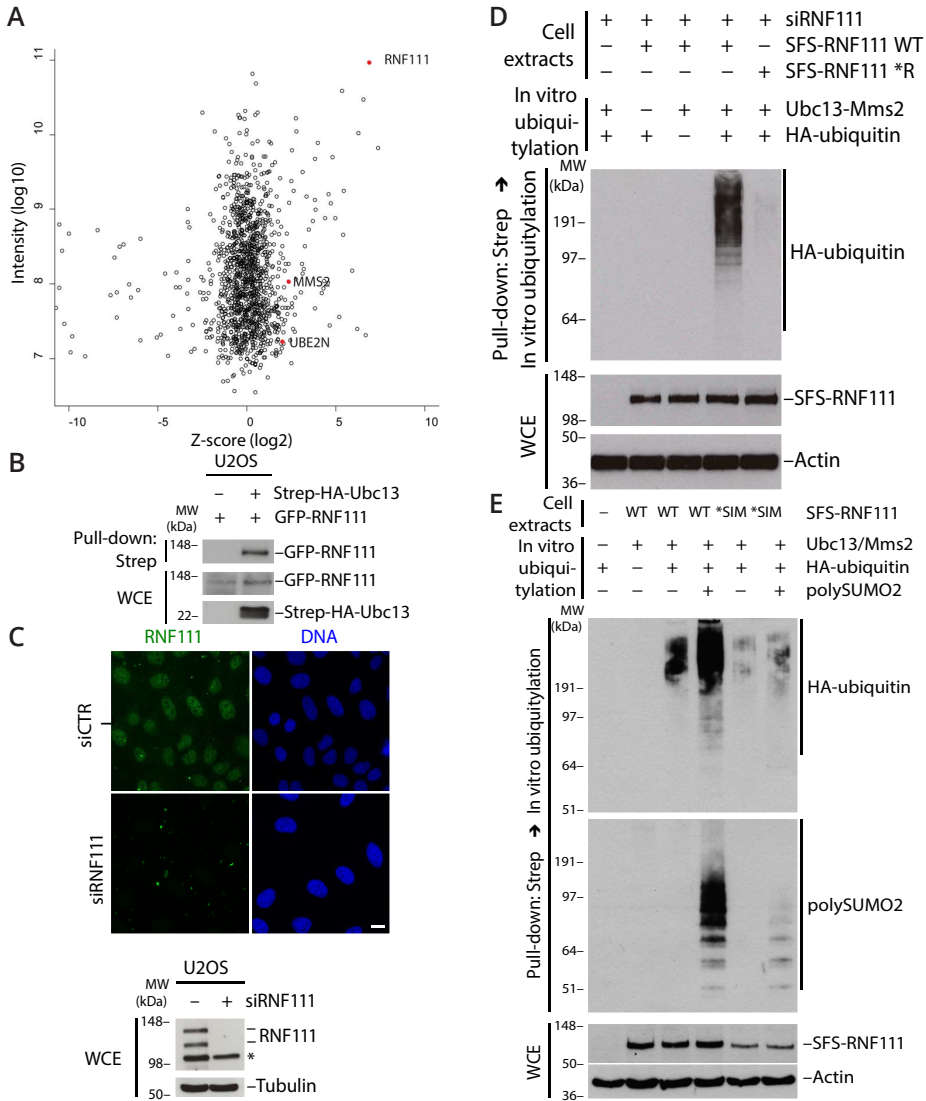 A
11
10
9
8
7
Intensity (log10)
RNF111
MMS2
UBE2N
-10
-5
0
5
10
Z-score (log2)
B
U2OS
– + Strep-HA-Ubc13
MW
(kDa)
+ + GFP-RNF111
Pull-down:
Strep
148–
–GFP-RNF111
WCE
148–
–GFP-RNF111
22–
–Strep-HA-Ubc13
C
RNF111
DNA
siCTR
siRNF111
U2OS
MW
(kDa)
– + siRNF111
WCE
148–
RNF111
98–
*
50–
–Tubulin
D
Cell
extracts
+ + + + + siRNF111
– + + + – SFS-RNF111 WT
– – – – + SFS-RNF111 *R
In vitro
ubiqui-
tylation
+ – + + + Ubc13-Mms2
+ + – + + HA-ubiquitin
MW
(kDa)
Pull-down: Strep ➔
In vitro ubiquitylation
191–
97–
64–
HA-ubiquitin
WCE
148–
98–
–SFS-RNF111
50–
36–
–Actin
E
Cell
extracts
– WT WT WT *SIM *SIM SFS-RNF111
In vitro
ubiqui-
tylation
– + + + + + Ubc13/Mms2
+ – + + + + HA-ubiquitin
– – – + – + polySUMO2
MW
(kDa)
Pull-down: Strep ➔ In vitro ubiquitylation
191–
97–
64–
51–
HA-ubiquitin
191–
97–
64–
51–
polySUMO2
WCE
148–
50–
–SFS-RNF111
36–
–Actin